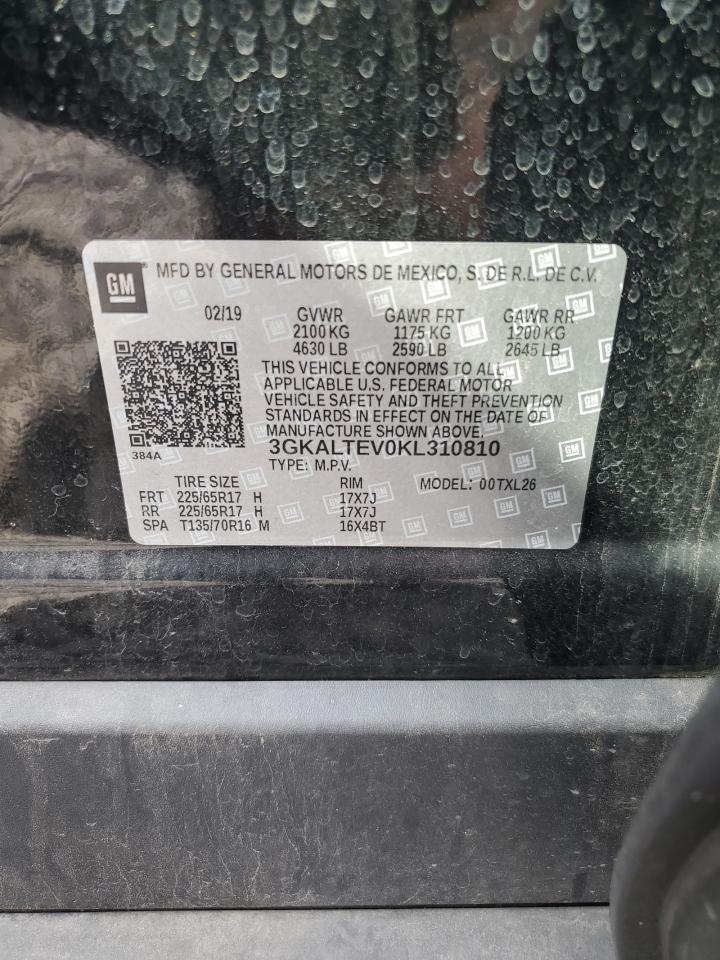 GM MFD BY GENERAL MOTORS DE MEXICO, S. DE R.L. DE C.V.
02/19 GVWR GAWR FRT GAWR RR
2100 KG 1175 KG 1200 KG
4630 LB 2590 LB 2645 LB
THIS VEHICLE CONFORMS TO ALL
APPLICABLE U.S. FEDERAL MOTOR
VEHICLE SAFETY AND THEFT PREVENTION
STANDARDS IN EFFECT ON THE DATE OF
MANUFACTURE SHOWN ABOVE.
384A
3GKALTEV0KL310810
TYPE: M.P.V.
TIRE SIZE RIM MODEL: 00TXL26
FRT 225/65R17 H 17X7J
RR 225/65R17 H 17X7J
SPA T135/70R16 M 16X4BT